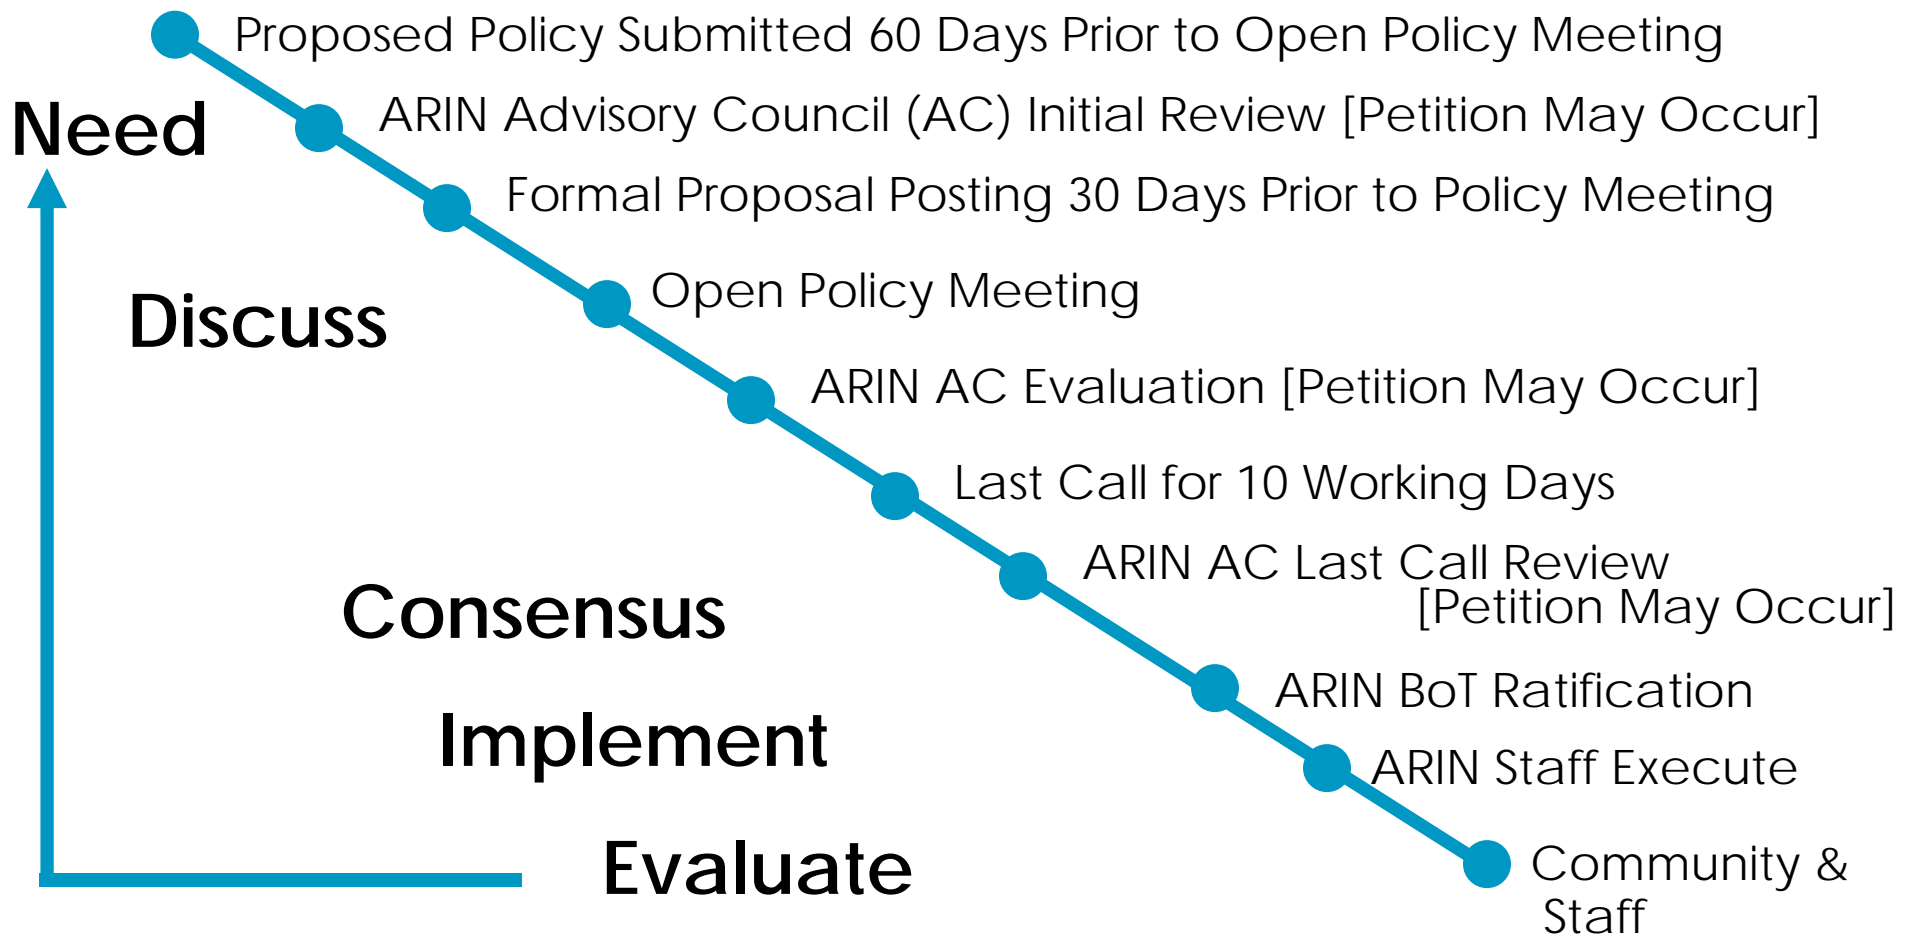 Proposed Policy Submitted 60 Days Prior to Open Policy Meeting
Need
ARIN Advisory Council (AC) Initial Review [Petition May Occur]
Formal Proposal Posting 30 Days Prior to Policy Meeting
Discuss
Open Policy Meeting
ARIN AC Evaluation [Petition May Occur]
Last Call for 10 Working Days
ARIN AC Last Call Review
[Petition May Occur]
Consensus
ARIN BoT Ratification
Implement
ARIN Staff Execute
Evaluate
Community &
Staff